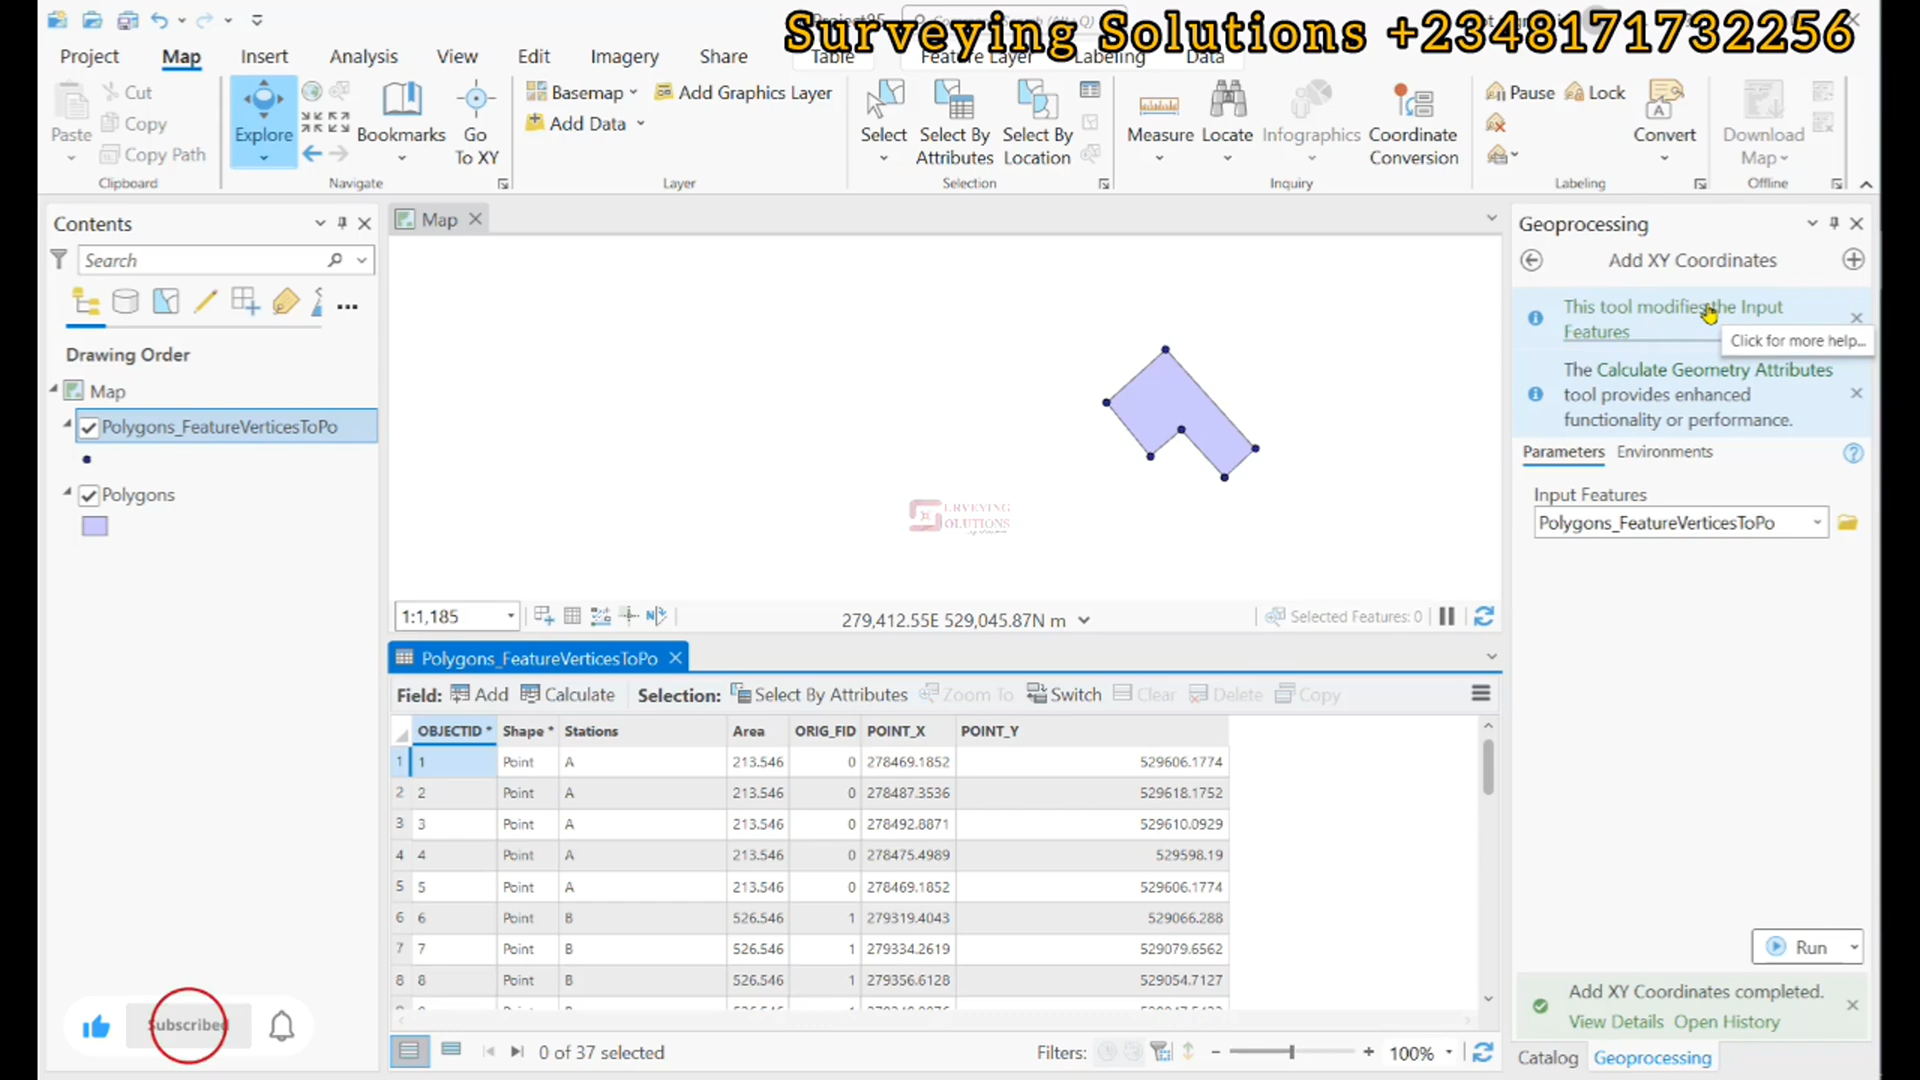 Surveying Solutions +2348171732256
Project Map Insert Analysis View Edit Imagery Share Table Feature Layer Labeling Data
Cut
Copy
Copy Path
Paste
Clipboard
Explore
Bookmarks
Go To XY
Navigate
Basemap
Add Graphics Layer
Add Data
Layer
Select
Select By Attributes
Select By Location
Selection
Measure
Locate
Infographics
Coordinate Conversion
Inquiry
Pause
Lock
Convert
Labeling
Download Map
Offline
Contents
Search
Drawing Order
Map
Polygons_FeatureVerticesToPo
Polygons
Map
SURVEYING
SOLUTIONS
1:1,185
279,412.55E 529,045.87N m
Selected Features: 0
Polygons_FeatureVerticesToPo
Field: Add Calculate Selection: Select By Attributes Zoom To Switch Clear Delete Copy
OBJECTID * Shape * Stations Area ORIG_FID POINT_X POINT_Y
1 1 Point A 213.546 0 278469.1852 529606.1774
2 2 Point A 213.546 0 278487.3536 529618.1752
3 3 Point A 213.546 0 278492.8871 529610.0929
4 4 Point A 213.546 0 278475.4989 529598.19
5 5 Point A 213.546 0 278469.1852 529606.1774
6 6 Point B 526.546 1 279319.4043 529066.288
7 7 Point B 526.546 1 279334.2619 529079.6562
8 8 Point B 526.546 1 279356.6128 529054.7127
0 of 37 selected
Filters:
100%
Geoprocessing
Add XY Coordinates
This tool modifies the Input
Features
Click for more help...
The Calculate Geometry Attributes
tool provides enhanced
functionality or performance.
Parameters Environments
Input Features
Polygons_FeatureVerticesToPo
Run
Add XY Coordinates completed.
View Details Open History
Catalog Geoprocessing
Subscribed